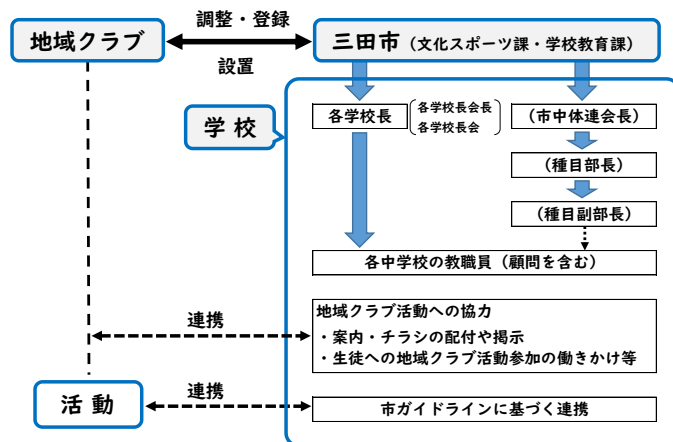 調整・登録
地域クラブ
三田市（文化スポーツ課・学校教育課）
設置
学校
各学校長
各学校長会長
各学校長会
（市中体連会長）
（種目部長）
（種目副部長）
各中学校の教職員（顧問を含む）
地域クラブ活動への協力
連携
・案内・チラシの配付や掲示
・生徒への地域クラブ活動参加の働きかけ等
活動
連携
市ガイドラインに基づく連携